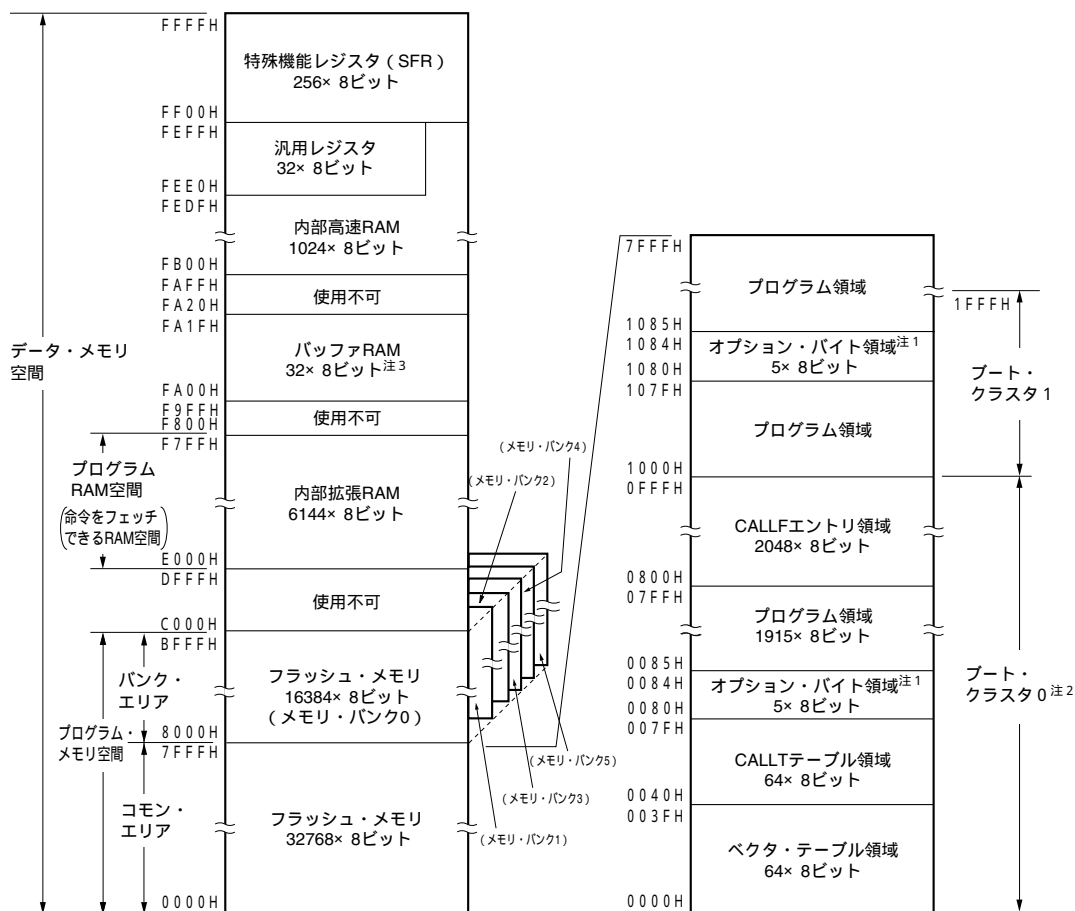 FFFFH
特殊機能レジスタ（SFR）
256× 8ビット
FF00H
FEFFH
汎用レジスタ
32× 8ビット
FEE0H
FEDFH
内部高速RAM
1024× 8ビット
FB00H
FAFFH
使用不可
FA20H
FA1FH
データ・メモリ
空間
バッファRAM
32× 8ビット注3
FA00H
F9FFH
使用不可
F800H
F7FFH
プログラム
RAM空間
(命令をフェッチ
できるRAM空間)
内部拡張RAM
6144× 8ビット
E000H
DFFFH
使用不可
C000H
BFFFH
バンク・
エリア
フラッシュ・メモリ
16384× 8ビット
（メモリ・バンク0）
プログラム・
メモリ空間
8000H
7FFFH
コモン・
エリア
フラッシュ・メモリ
32768× 8ビット
0000H
（メモリ・バンク4）
（メモリ・バンク2）
（メモリ・バンク5）
（メモリ・バンク3）
（メモリ・バンク1）
7FFFH
プログラム領域
1FFFH
1085H
1084H
オプション・バイト領域注1
5× 8ビット
1080H
107FH
ブート・
クラスタ1
プログラム領域
1000H
0FFFH
CALLFエントリ領域
2048× 8ビット
0800H
07FFH
プログラム領域
1915× 8ビット
0085H
0084H
オプション・バイト領域注1
5× 8ビット
0080H
007FH
ブート・
クラスタ0注2
CALLTテーブル領域
64× 8ビット
0040H
003FH
ベクタ・テーブル領域
64× 8ビット
0000H